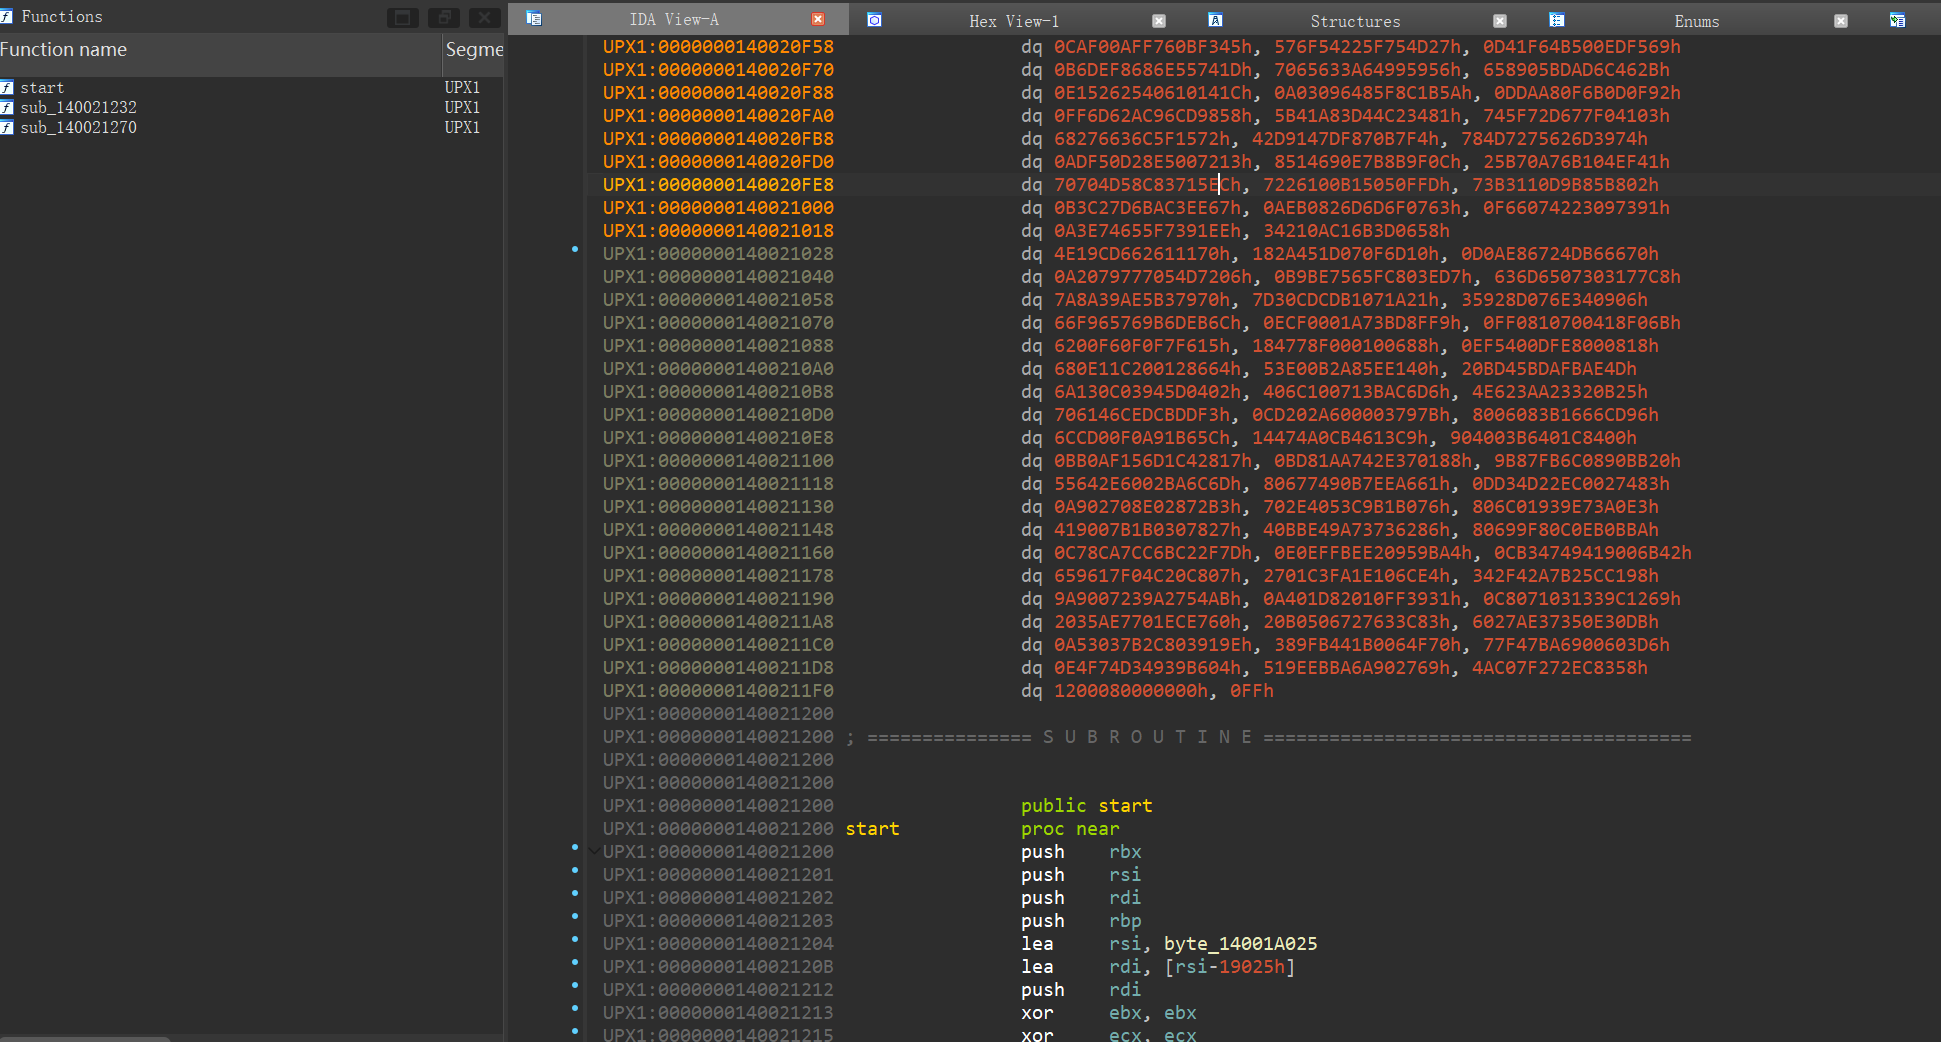 Functions
Function name Segme
start UPX1
sub_140021232 UPX1
sub_140021270 UPX1
IDA View-A Hex View-1 Structures Enums
UPX1:0000000140020F58 dq 0CAF00AFF760BF345h, 576F54225F754D27h, 0D41F64B500EDF569h
UPX1:0000000140020F70 dq 0B6DEF8686E55741Dh, 7065633A64995956h, 658905BDAD6C462Bh
UPX1:0000000140020F88 dq 0E15262540610141Ch, 0A03096485F8C1B5Ah, 0DDAA80F6B0D0F92h
UPX1:0000000140020FA0 dq 0FF6D62AC96CD9858h, 5B41A83D44C23481h, 745F72D677F04103h
UPX1:0000000140020FB8 dq 68276636C5F1572h, 42D9147DF870B7F4h, 784D7275626D3974h
UPX1:0000000140020FD0 dq 0ADF50D28E5007213h, 8514690E7B8B9F0Ch, 25B70A76B104EF41h
UPX1:0000000140020FE8 dq 70704D58C83715ECh, 7226100B15050FFDh, 73B3110D9B85B802h
UPX1:0000000140021000 dq 0B3C27D6BAC3EE67h, 0AEB0826D6D6F0763h, 0F66074223097391h
UPX1:0000000140021018 dq 0A3E74655F7391EEh, 34210AC16B3D0658h
UPX1:0000000140021028 dq 4E19CD662611170h, 182A451D070F6D10h, 0D0AE86724DB66670h
UPX1:0000000140021040 dq 0A2079777054D7206h, 0B9BE7565FC803ED7h, 636D6507303177C8h
UPX1:0000000140021058 dq 7A8A39AE5B37970h, 7D30CDCDB1071A21h, 35928D076E340906h
UPX1:0000000140021070 dq 66F965769B6DEB6Ch, 0ECF0001A73BD8FF9h, 0FF0810700418F06Bh
UPX1:0000000140021088 dq 6200F60F0F7F615h, 184778F000100688h, 0EF5400DFE8000818h
UPX1:00000001400210A0 dq 680E11C200128664h, 53E00B2A85EE140h, 20BD45BDAFBAE4Dh
UPX1:00000001400210B8 dq 6A130C03945D0402h, 406C100713BAC6D6h, 4E623AA23320B25h
UPX1:00000001400210D0 dq 706146CEDCBDDF3h, 0CD202A600003797Bh, 8006083B1666CD96h
UPX1:00000001400210E8 dq 6CCD00F0A91B65Ch, 14474A0CB4613C9h, 904003B6401C8400h
UPX1:0000000140021100 dq 0BB0AF156D1C42817h, 0BD81AA742E370188h, 9B87FB6C0890BB20h
UPX1:0000000140021118 dq 55642E6002BA6C6Dh, 80677490B7EEA661h, 0DD34D22EC0027483h
UPX1:0000000140021130 dq 0A902708E02872B3h, 702E4053C9B1B076h, 806C01939E73A0E3h
UPX1:0000000140021148 dq 419007B1B0307827h, 40BBE49A73736286h, 80699F80C0EB0BBAh
UPX1:0000000140021160 dq 0C78CA7CC6BC22F7Dh, 0E0EFFBEE20959BA4h, 0CB34749419006B42h
UPX1:0000000140021178 dq 659617F04C20C807h, 2701C3FA1E106CE4h, 342F42A7B25CC198h
UPX1:0000000140021190 dq 9A9007239A2754ABh, 0A401D82010FF3931h, 0C8071031339C1269h
UPX1:00000001400211A8 dq 2035AE7701ECE760h, 20B0506727633C83h, 6027AE37350E30DBh
UPX1:00000001400211C0 dq 0A53037B2C803919Eh, 389FB441B0064F70h, 77F47BA6900603D6h
UPX1:00000001400211D8 dq 0E4F74D34939B604h, 519EEBBA6A902769h, 4AC07F272EC8358h
UPX1:00000001400211F0 dq 1200080000000h, 0FFh
UPX1:0000000140021200
UPX1:0000000140021200 ; =============== S U B R O U T I N E =======================================
UPX1:0000000140021200
UPX1:0000000140021200
UPX1:0000000140021200 public start
UPX1:0000000140021200 start proc near
UPX1:0000000140021200 push rbx
UPX1:0000000140021201 push rsi
UPX1:0000000140021202 push rdi
UPX1:0000000140021203 push rbp
UPX1:0000000140021204 lea rsi, byte_14001A025
UPX1:000000014002120B lea rdi, [rsi-19025h]
UPX1:0000000140021212 push rdi
UPX1:0000000140021213 xor ebx, ebx
UPX1:0000000140021215 xor ecx, ecx